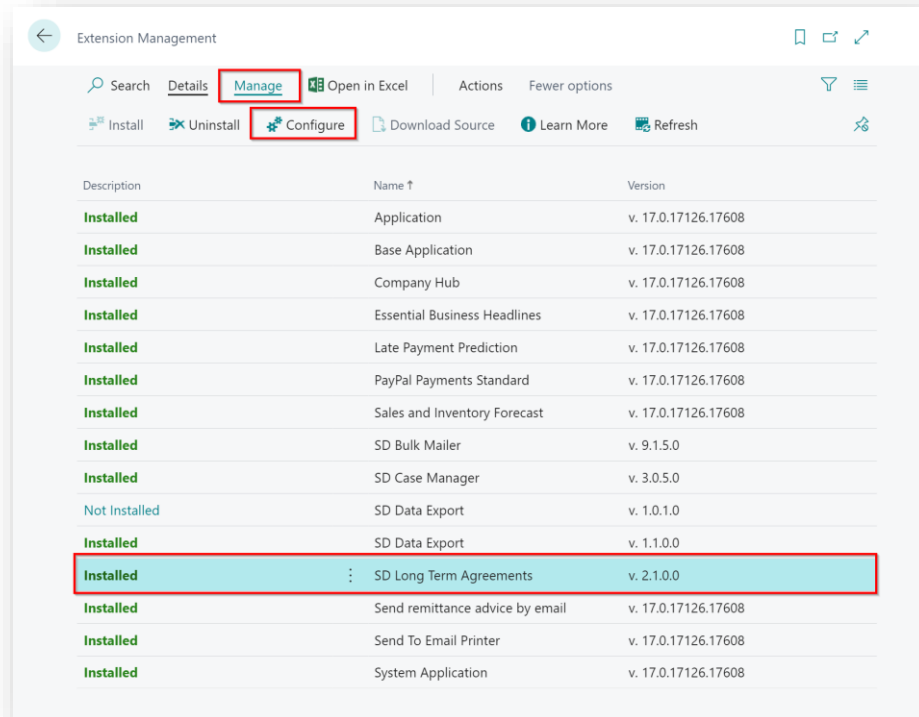 Extension Management
Search Details Manage Open in Excel Actions Fewer options
Install Uninstall Configure Download Source Learn More Refresh
Description Name ↑ Version
Installed Application v. 17.0.17126.17608
Installed Base Application v. 17.0.17126.17608
Installed Company Hub v. 17.0.17126.17608
Installed Essential Business Headlines v. 17.0.17126.17608
Installed Late Payment Prediction v. 17.0.17126.17608
Installed PayPal Payments Standard v. 17.0.17126.17608
Installed Sales and Inventory Forecast v. 17.0.17126.17608
Installed SD Bulk Mailer v. 9.1.5.0
Installed SD Case Manager v. 3.0.5.0
Not Installed SD Data Export v. 1.0.1.0
Installed SD Data Export v. 1.1.0.0
Installed SD Long Term Agreements v. 2.1.0.0
Installed Send remittance advice by email v. 17.0.17126.17608
Installed Send To Email Printer v. 17.0.17126.17608
Installed System Application v. 17.0.17126.17608